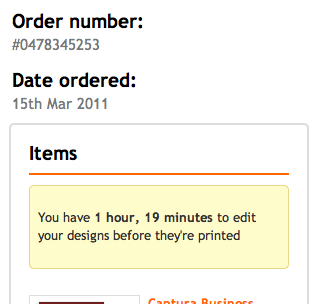 Order number:
#0478345253
Date ordered:
15th Mar 2011
Items
You have 1 hour, 19 minutes to edit
your designs before they're printed
Captura Business